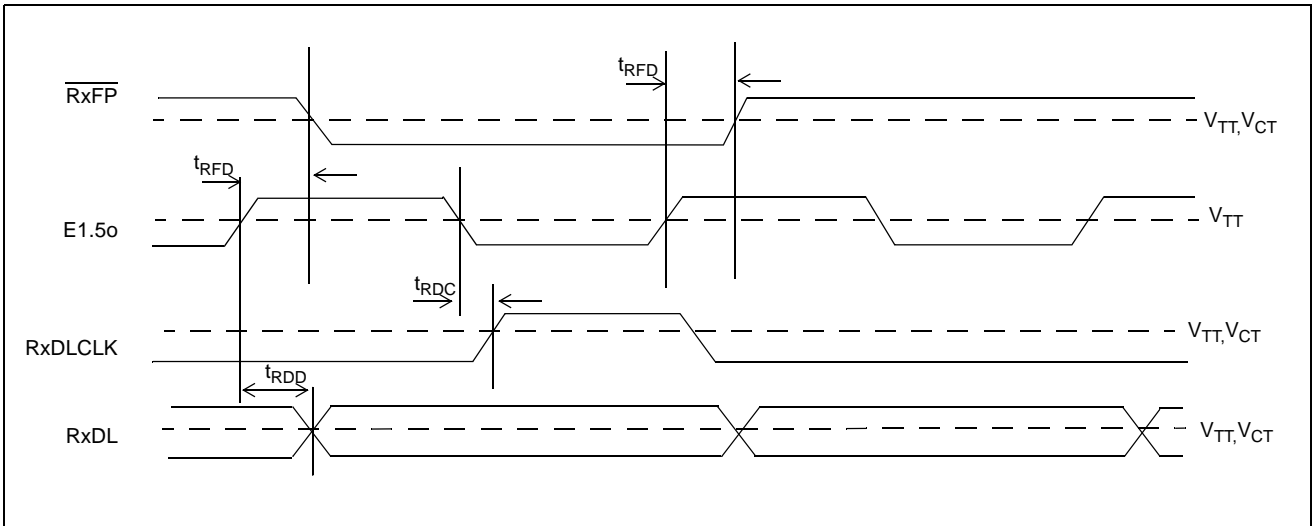 tRFD
RxFP
VTT,VCT
tRFD
E1.5o
VTT
tRDC
RxDLCLK
VTT,VCT
tRDD
RxDL
VTT,VCT